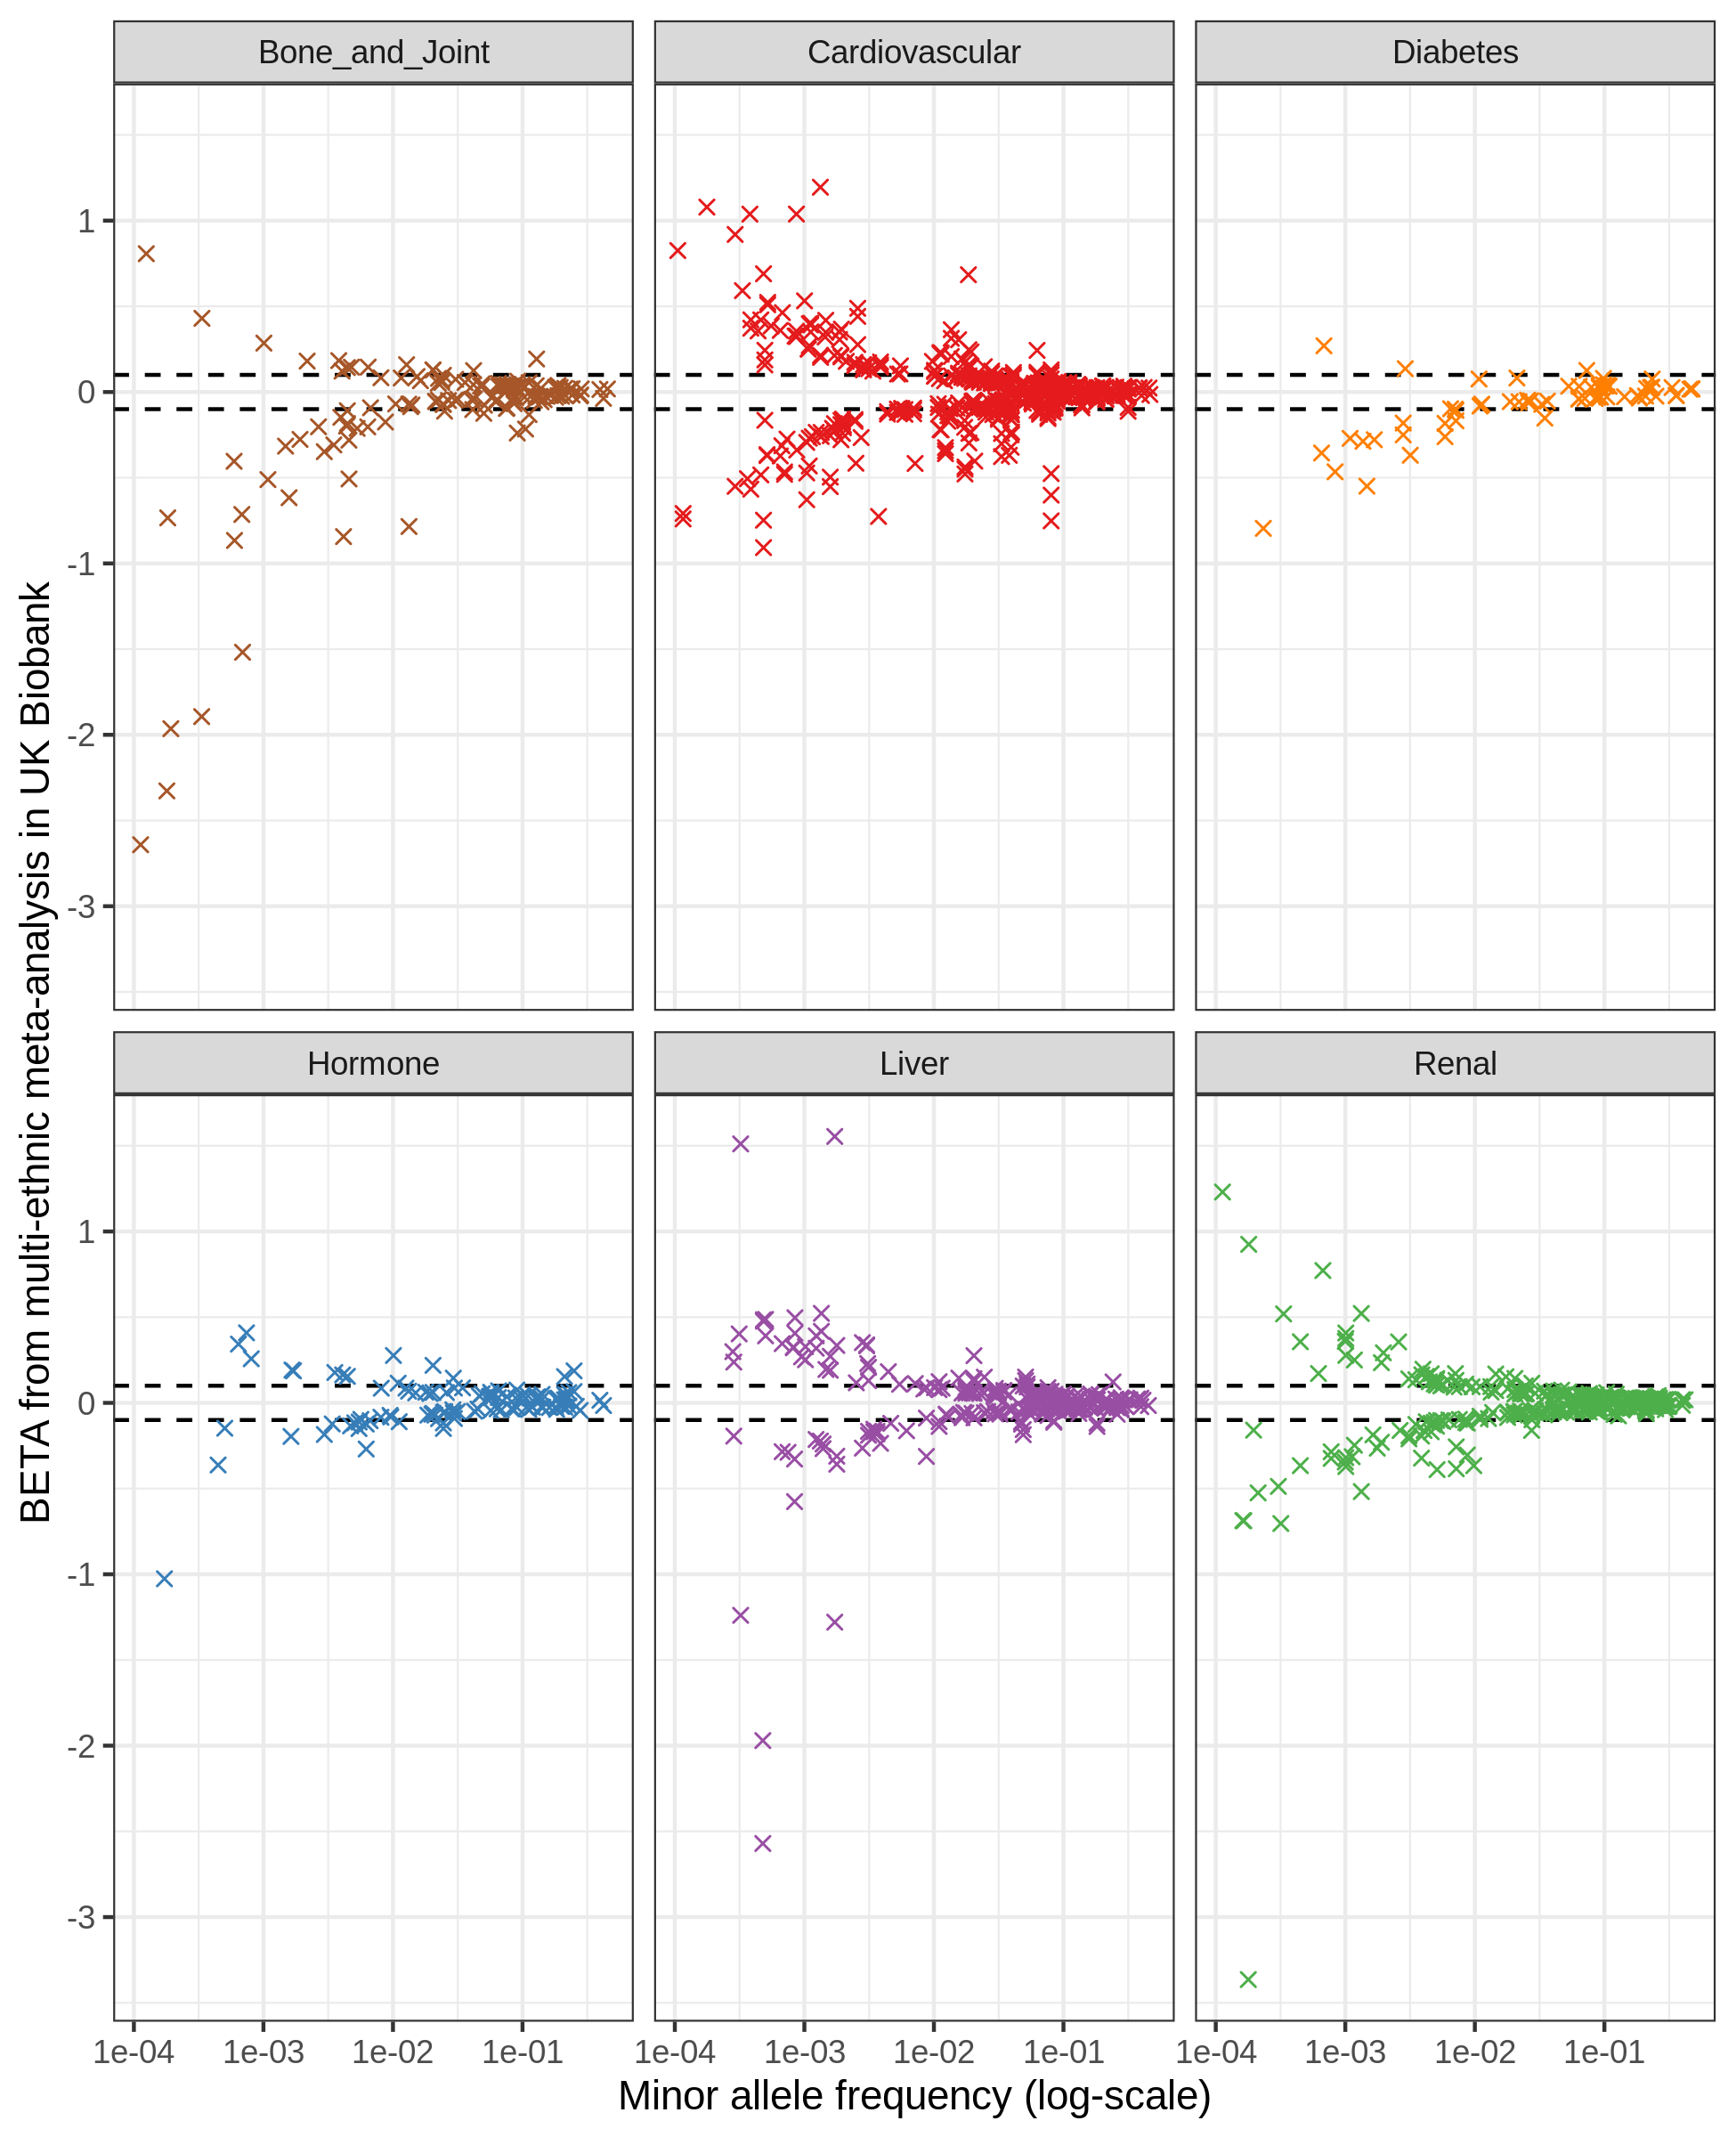 Bone_and_Joint Cardiovascular Diabetes
1
0
-1
-2
-3
BETA from multi-ethnic meta-analysis in UK Biobank
Hormone Liver Renal
1
0
-1
-2
-3
1e-04 1e-03 1e-02 1e-01 1e-04 1e-03 1e-02 1e-01 1e-04 1e-03 1e-02 1e-01
Minor allele frequency (log-scale)